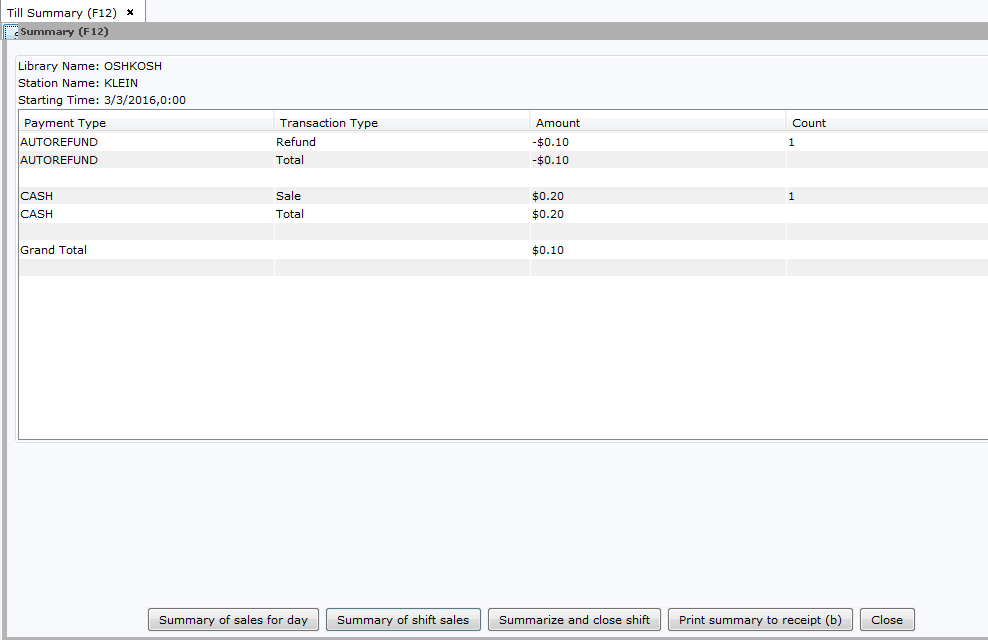 Till Summary (F12) ×
Summary (F12)
Library Name: OSHKOSH
Station Name: KLEIN
Starting Time: 3/3/2016,0:00
Payment Type Transaction Type Amount Count
AUTOREFUND Refund -$0.10 1
AUTOREFUND Total -$0.10
CASH Sale $0.20 1
CASH Total $0.20
Grand Total $0.10
Summary of sales for day Summary of shift sales Summarize and close shift Print summary to receipt (b) Close